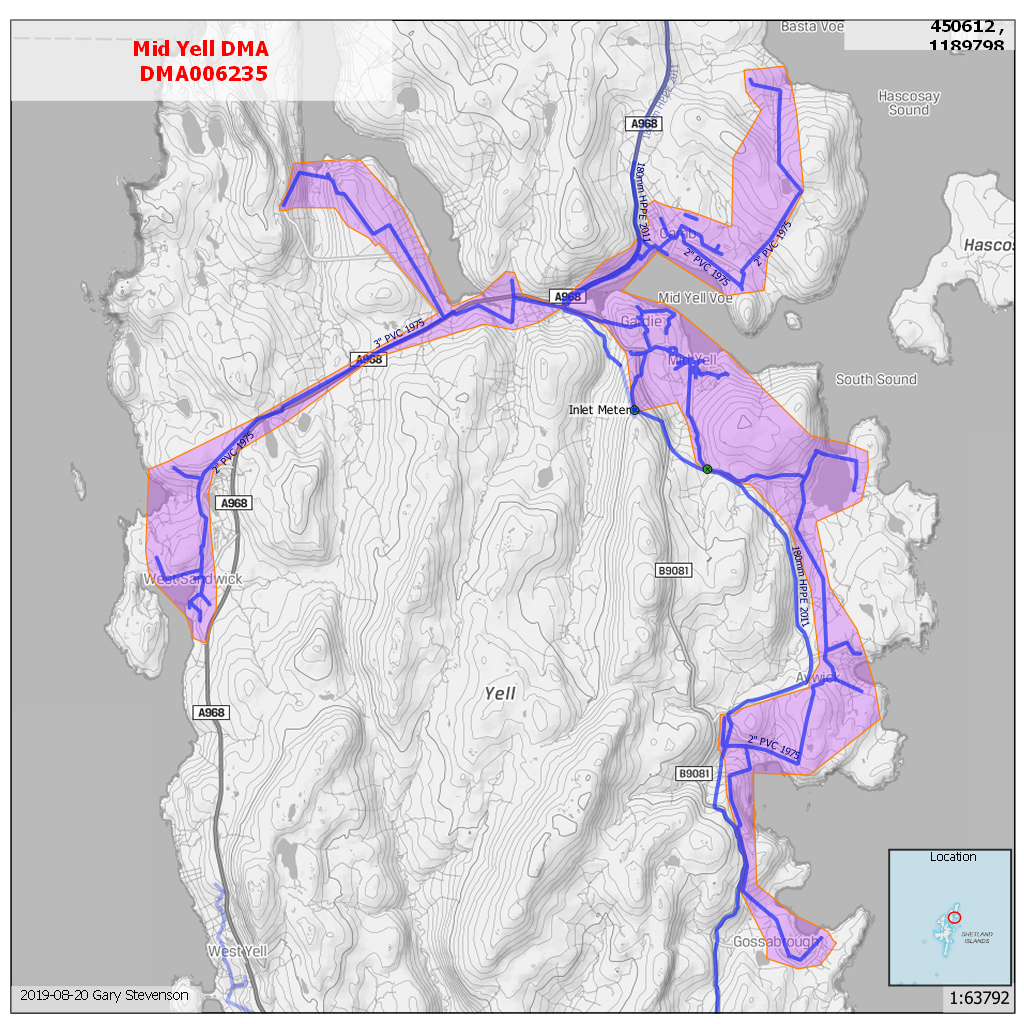 Basta Voe
450612 ,
1189798
Mid Yell DMA
DMA006235
Hascosay
Sound
A968
180mm HPPE 2011
180mm HPPE 2011
Camb
2" PVC 1975
2" PVC 1975
Hascos
A968
Mid Yell Voe
Gardie
3" PVC 1975
A968
Mid Yell
South Sound
Inlet Meter
2" PVC 1975
A968
B9081
180mm HPPE 2011
West Sandwick
Aywick
Yell
A968
2" PVC 1975
B9081
Location
SHETLAND
ISLANDS
Gossabrough
West Yell
2019-08-20 Gary Stevenson
1:63792